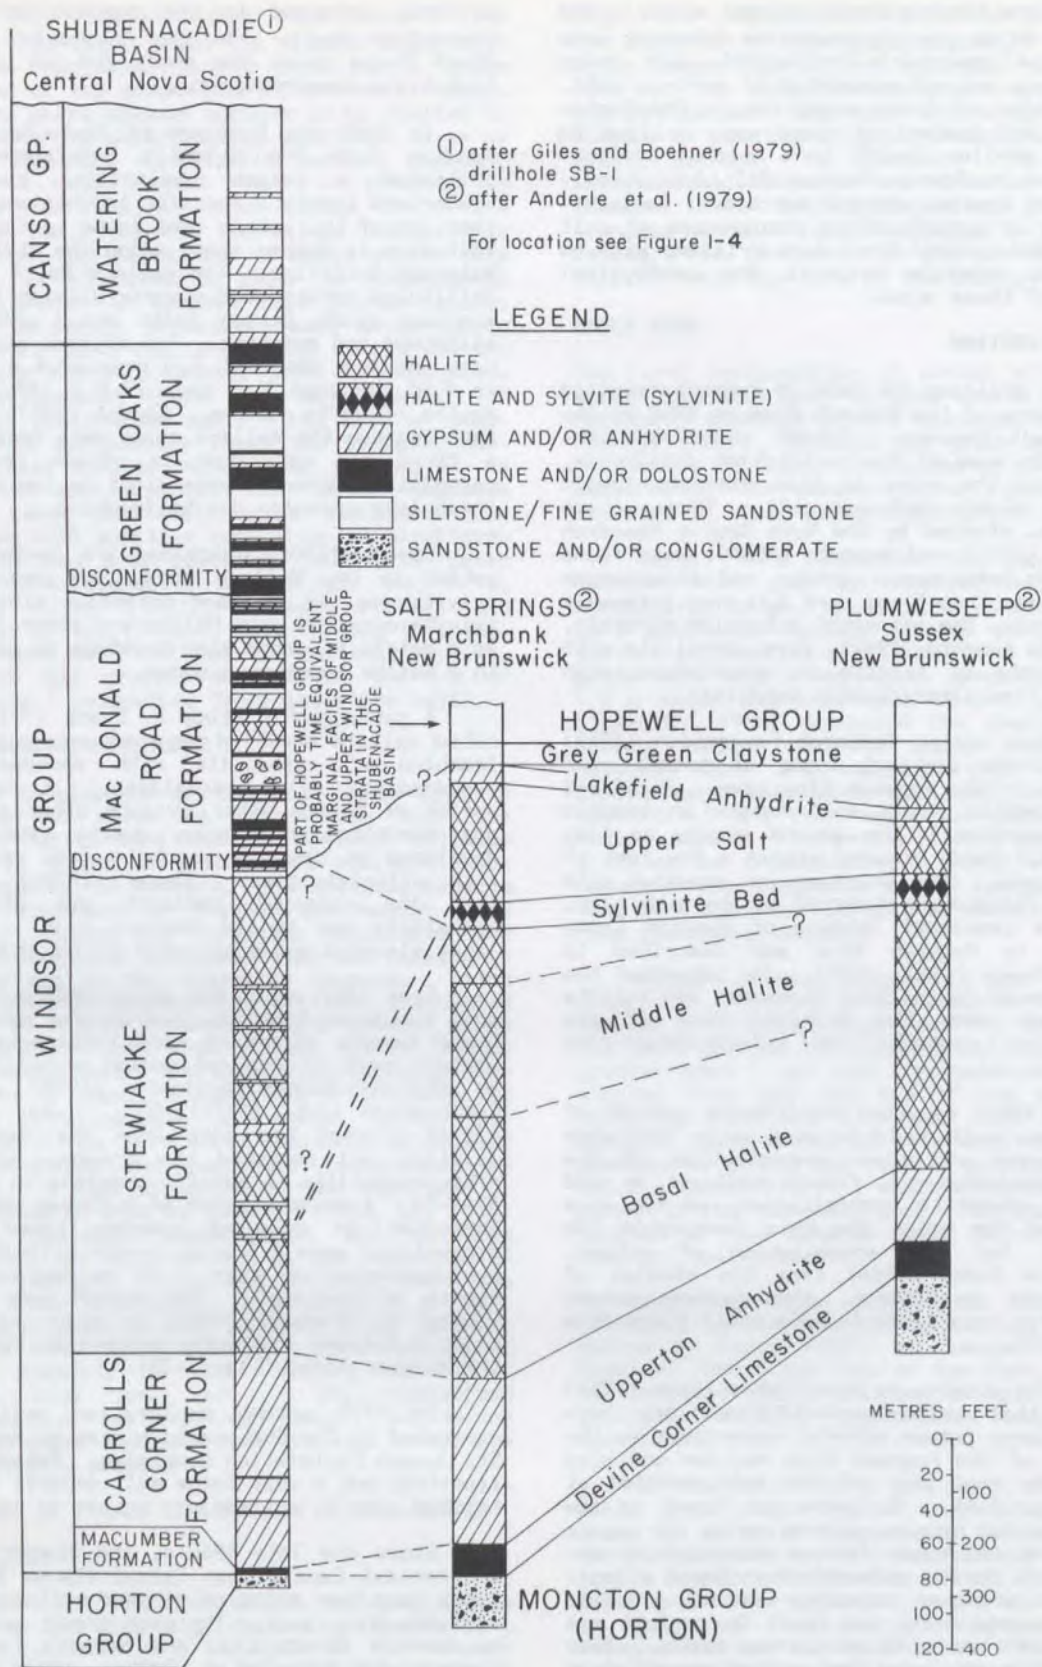 SHUBENACADIE①
BASIN
Central Nova Scotia
① after Giles and Boehner (1979)
drillhole SB-1
② after Anderle et al. (1979)
For location see Figure 1-4
LEGEND
HALITE
HALITE AND SYLVITE (SYLVINITE)
GYPSUM AND/OR ANHYDRITE
LIMESTONE AND/OR DOLOSTONE
SILTSTONE/FINE GRAINED SANDSTONE
SANDSTONE AND/OR CONGLOMERATE
CANSO GP.
WATERING
BROOK
FORMATION
GREEN OAKS
FORMATION
DISCONFORMITY
WINDSOR GROUP
MacDONALD
ROAD
FORMATION
DISCONFORMITY
STEWIACKE
FORMATION
CARROLLS
CORNER
FORMATION
MACUMBER
FORMATION
HORTON
GROUP
PART OF HOPEWELL GROUP IS
PROBABLY TIME EQUIVALENT
MARGINAL FACIES OF MIDDLE
AND UPPER WINDSOR GROUP
STRATA IN THE
SHUBENACADIE
BASIN
?
?
?
SALT SPRINGS②
Marchbank
New Brunswick
PLUMWESEEP②
Sussex
New Brunswick
HOPEWELL GROUP
Grey Green Claystone
Lakefield Anhydrite
Upper Salt
Sylvinite Bed
?
Middle Halite
?
Basal Halite
Upperton Anhydrite
Devine Corner Limestone
MONCTON GROUP
(HORTON)
METRES FEET
0 0
20
40 100
60 200
80
100 300
120 400